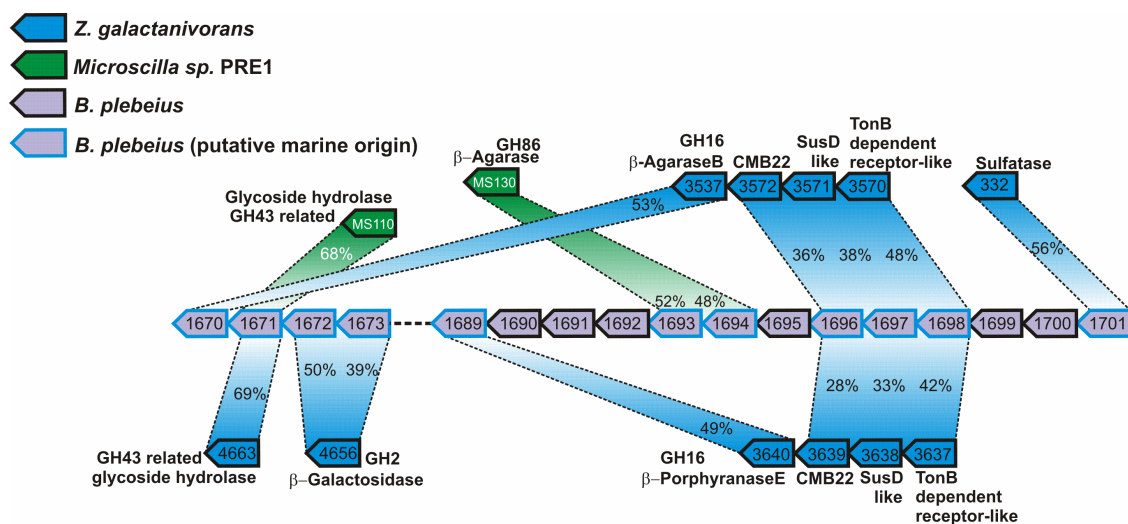 Z. galactanivorans
Microscilla sp. PRE1
B. plebeius
B. plebeius (putative marine origin)
Glycoside hydrolase
GH43 related
MS110
68%
GH86
β–Agarase
MS130
GH16
β-AgaraseB
CMB22
SusD
like
TonB
dependent
receptor-like
Sulfatase
3537
3572
3571
3570
332
53%
36%
38%
48%
56%
52%
48%
1670
1671
1672
1673
1689
1690
1691
1692
1693
1694
1695
1696
1697
1698
1699
1700
1701
69%
50%
39%
49%
28%
33%
42%
4663
4656
3640
3639
3638
3637
GH43 related
glycoside hydrolase
GH2
β–Galactosidase
GH16
β–PorphyranaseE
CMB22
SusD
like
TonB
dependent
receptor-like